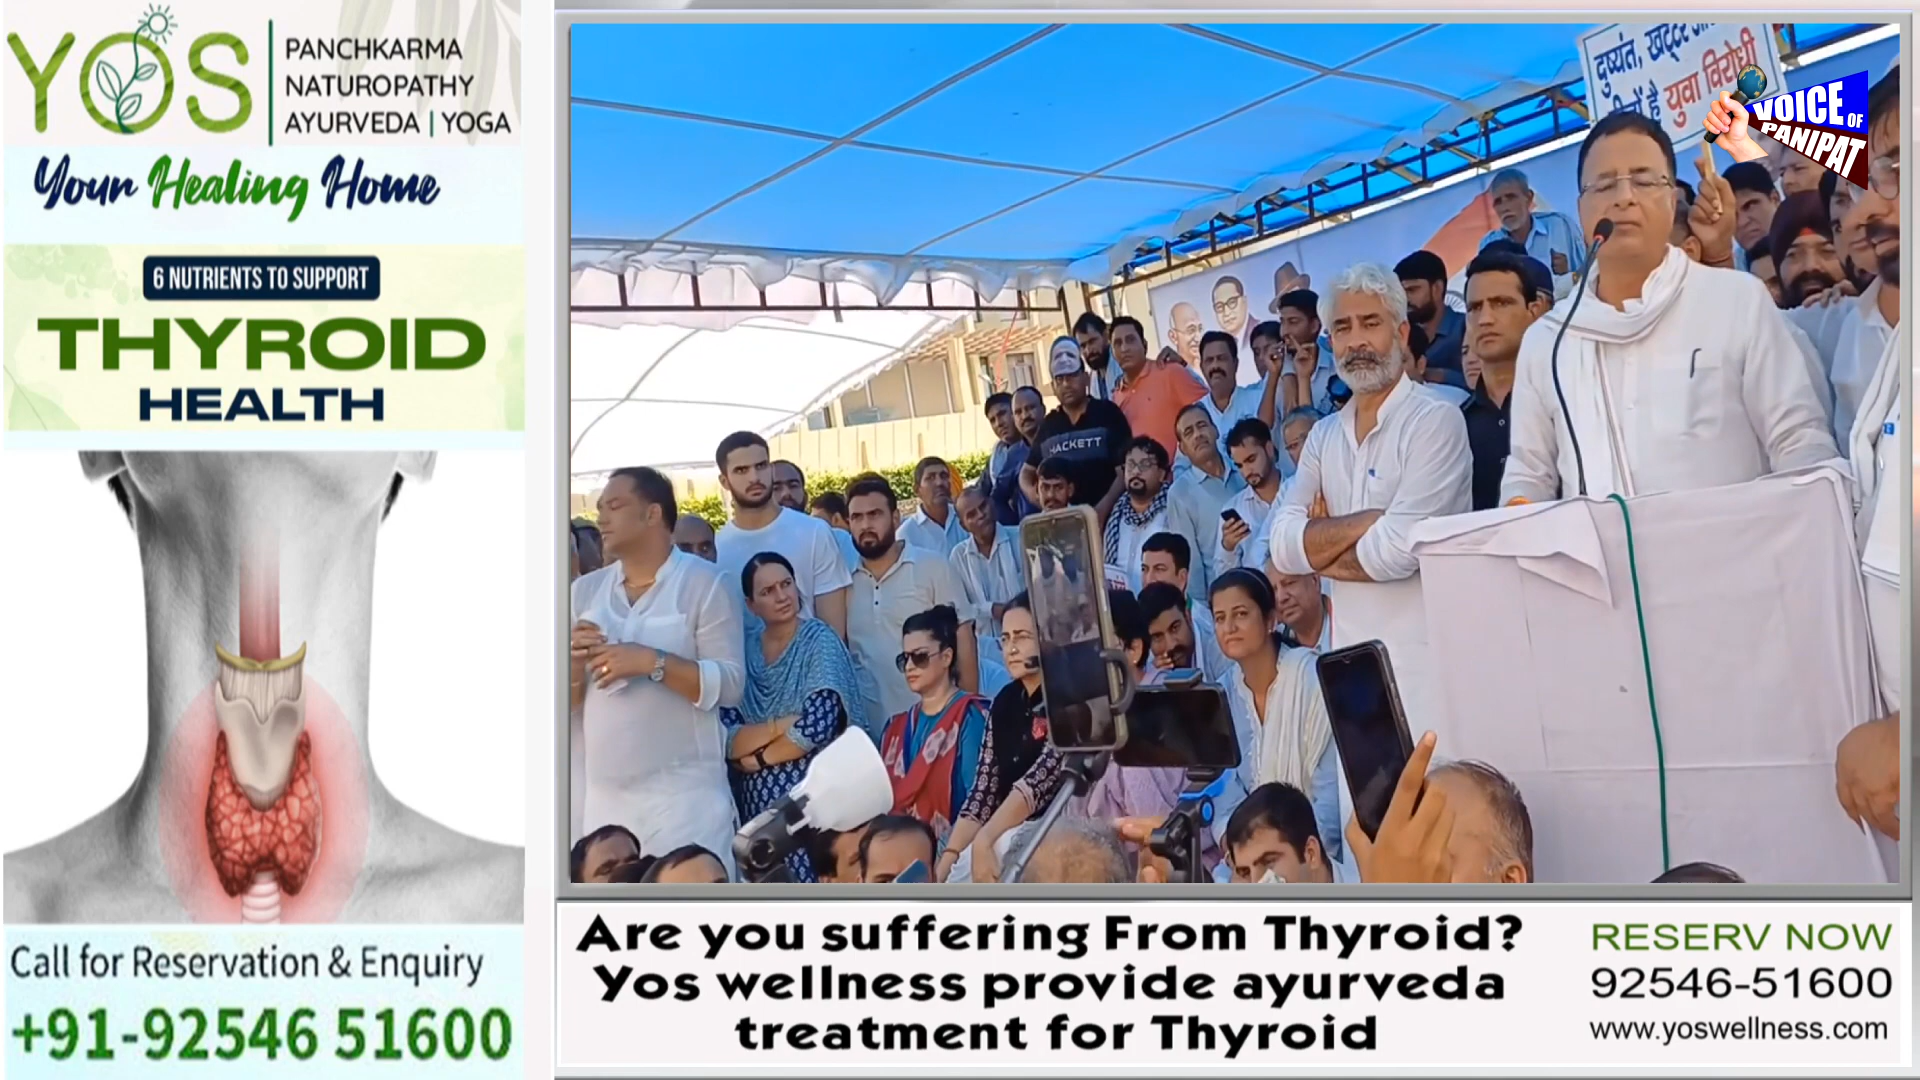 YOS
PANCHKARMA
NATUROPATHY
AYURVEDA | YOGA
Your Healing Home
6 NUTRIENTS TO SUPPORT
THYROID
HEALTH
Call for Reservation & Enquiry
+91-92546 51600
दुष्यंत, खट्टर
है युवा विरोधी
VOICE OF
PANIPAT
HACKETT
Are you suffering From Thyroid?
Yos wellness provide ayurveda
treatment for Thyroid
RESERV NOW
92546-51600
www.yoswellness.com